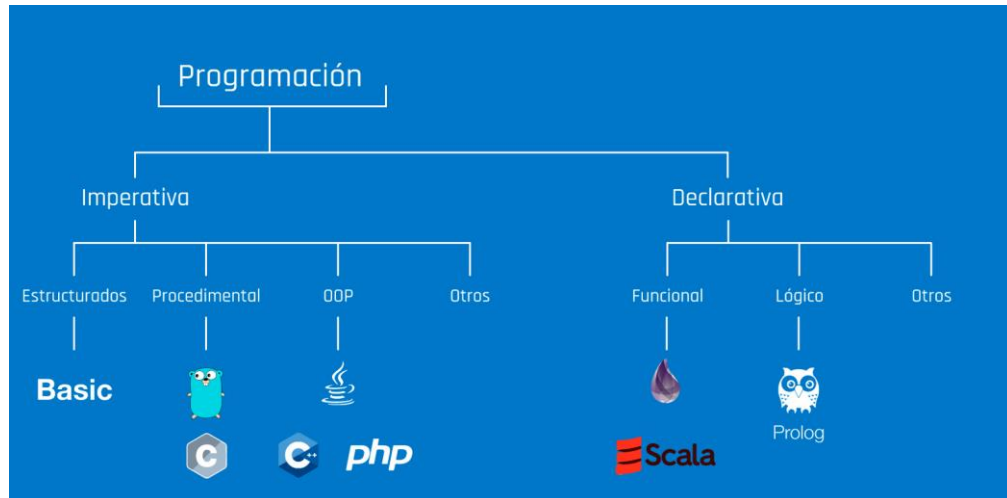 Programación
Imperativa
Declarativa
Estructurados
Procedimental
OOP
Otros
Funcional
Lógico
Otros
Basic
C
C++
php
Scala
Prolog